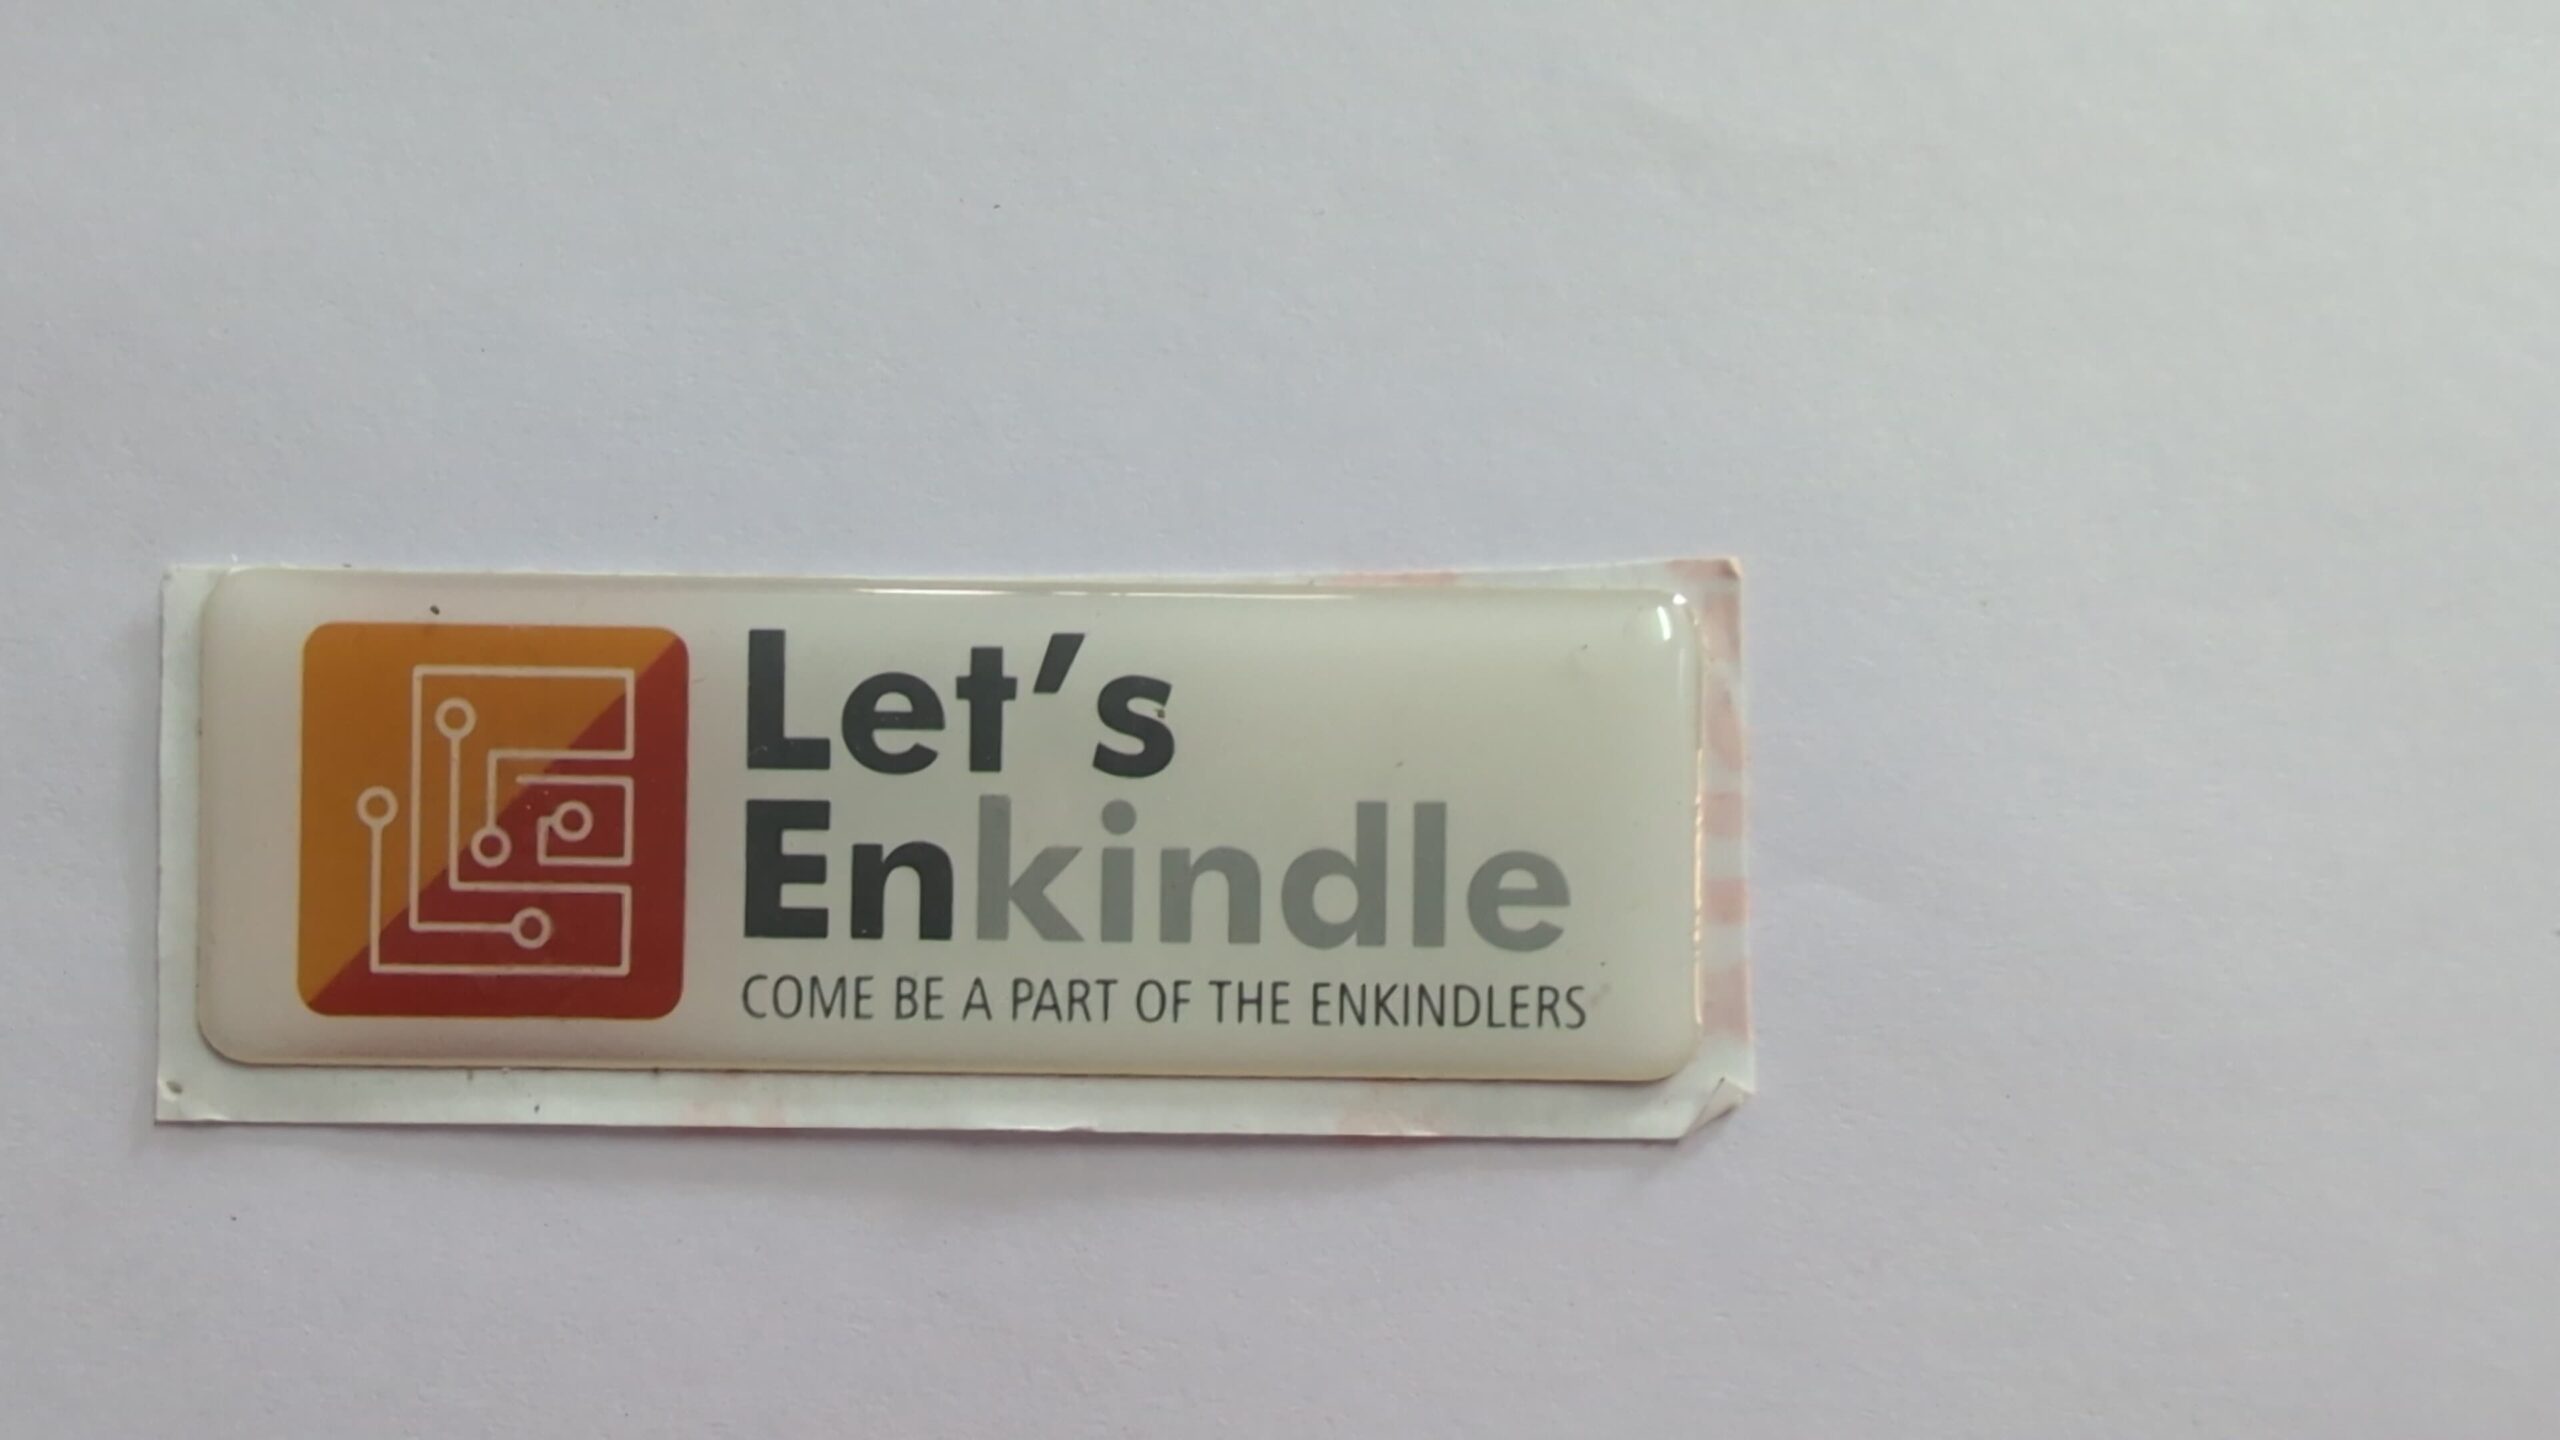 Let's
Enkindle
COME BE A PART OF THE ENKINDLERS